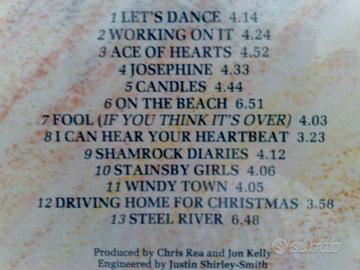 1 LET'S DANCE 4.14
2 WORKING ON IT 4.24
3 ACE OF HEARTS 4.52
4 JOSEPHINE 4.33
5 CANDLES 4.44
6 ON THE BEACH 6.51
7 FOOL (IF YOU THINK IT'S OVER) 4.03
8 I CAN HEAR YOUR HEARTBEAT 3.23
9 SHAMROCK DIARIES 4.12
10 STAINSBY GIRLS 4.06
11 WINDY TOWN 4.05
12 DRIVING HOME FOR CHRISTMAS 3.58
13 STEEL RIVER 6.48
Produced by Chris Rea and Jon Kelly
Engineered by Justin Shirley-Smith
subito